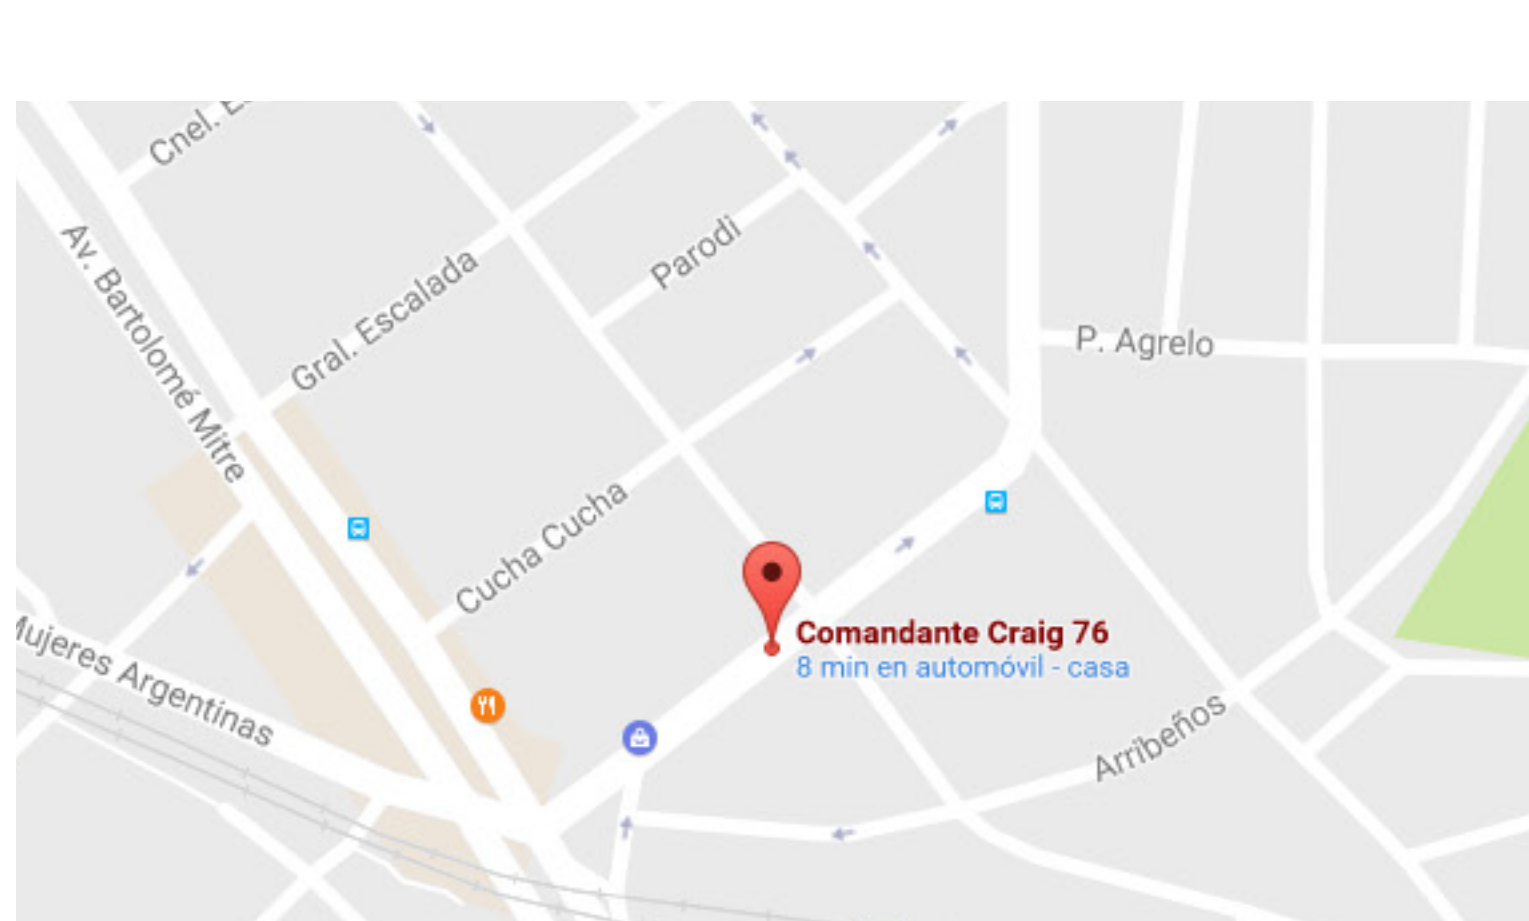 Cnel.
Av. Bartolomé Mitre
Gral. Escalada
Parodi
P. Agrelo
Cucha Cucha
Comandante Craig 76
8 min en automóvil - casa
Mujeres Argentinas
Arribeños